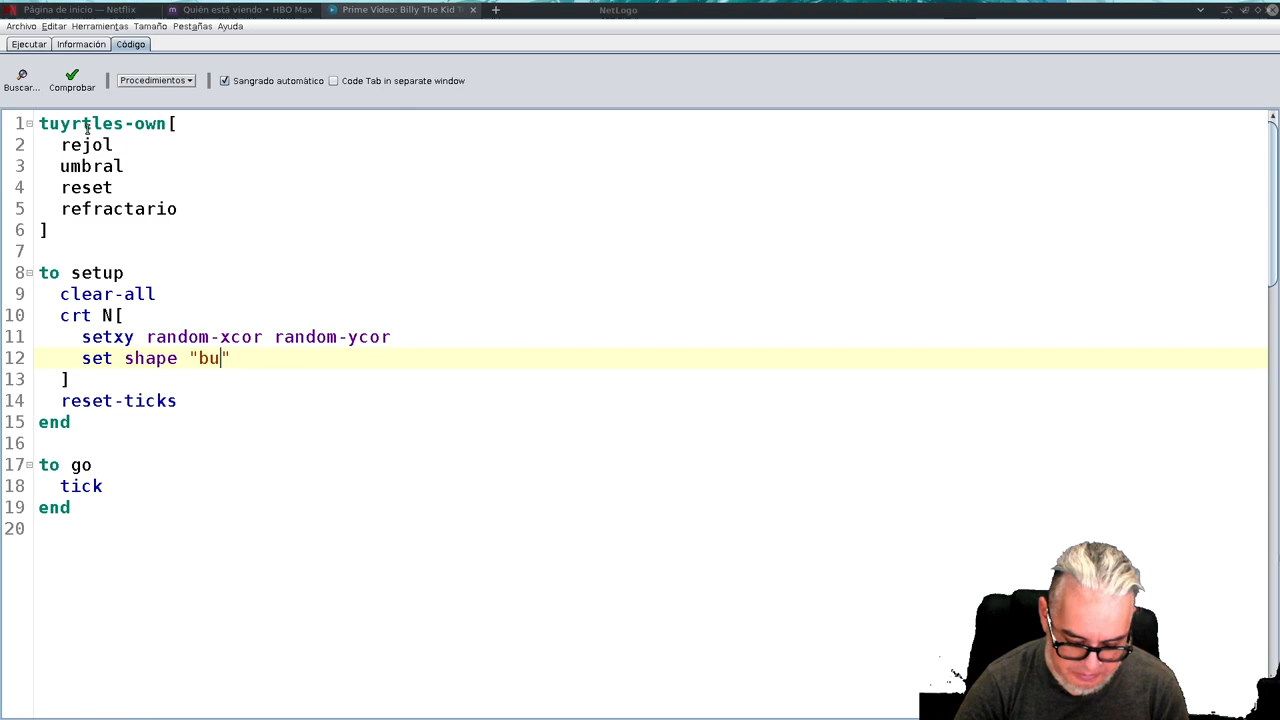 Página de inicio — Netflix
Quién está viendo • HBO Max
Prime Video: Billy The Kid T
NetLogo
Archivo Editar Herramientas Tamaño Pestañas Ayuda
Ejecutar Información Código
Buscar... Comprobar Procedimientos Sangrado automático Code Tab in separate window
1 tuyrtles-own[
2 rejol
3 umbral
4 reset
5 refractario
6 ]
7
8 to setup
9 clear-all
10 crt N[
11 setxy random-xcor random-ycor
12 set shape "bu"
13 ]
14 reset-ticks
15 end
16
17 to go
18 tick
19 end
20